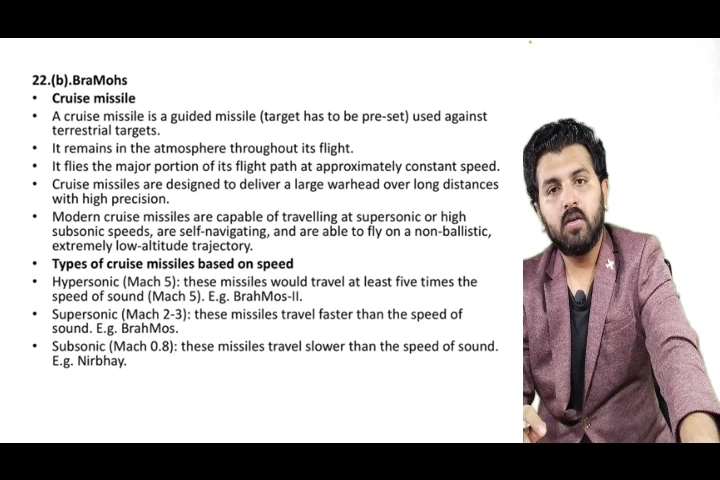 22.(b).BraMohs
• Cruise missile
• A cruise missile is a guided missile (target has to be pre-set) used against
terrestrial targets.
• It remains in the atmosphere throughout its flight.
• It flies the major portion of its flight path at approximately constant speed.
• Cruise missiles are designed to deliver a large warhead over long distances
with high precision.
• Modern cruise missiles are capable of travelling at supersonic or high
subsonic speeds, are self-navigating, and are able to fly on a non-ballistic,
extremely low-altitude trajectory.
• Types of cruise missiles based on speed
• Hypersonic (Mach 5): these missiles would travel at least five times the
speed of sound (Mach 5). E.g. BrahMos-II.
• Supersonic (Mach 2-3): these missiles travel faster than the speed of
sound. E.g. BrahMos.
• Subsonic (Mach 0.8): these missiles travel slower than the speed of sound.
E.g. Nirbhay.